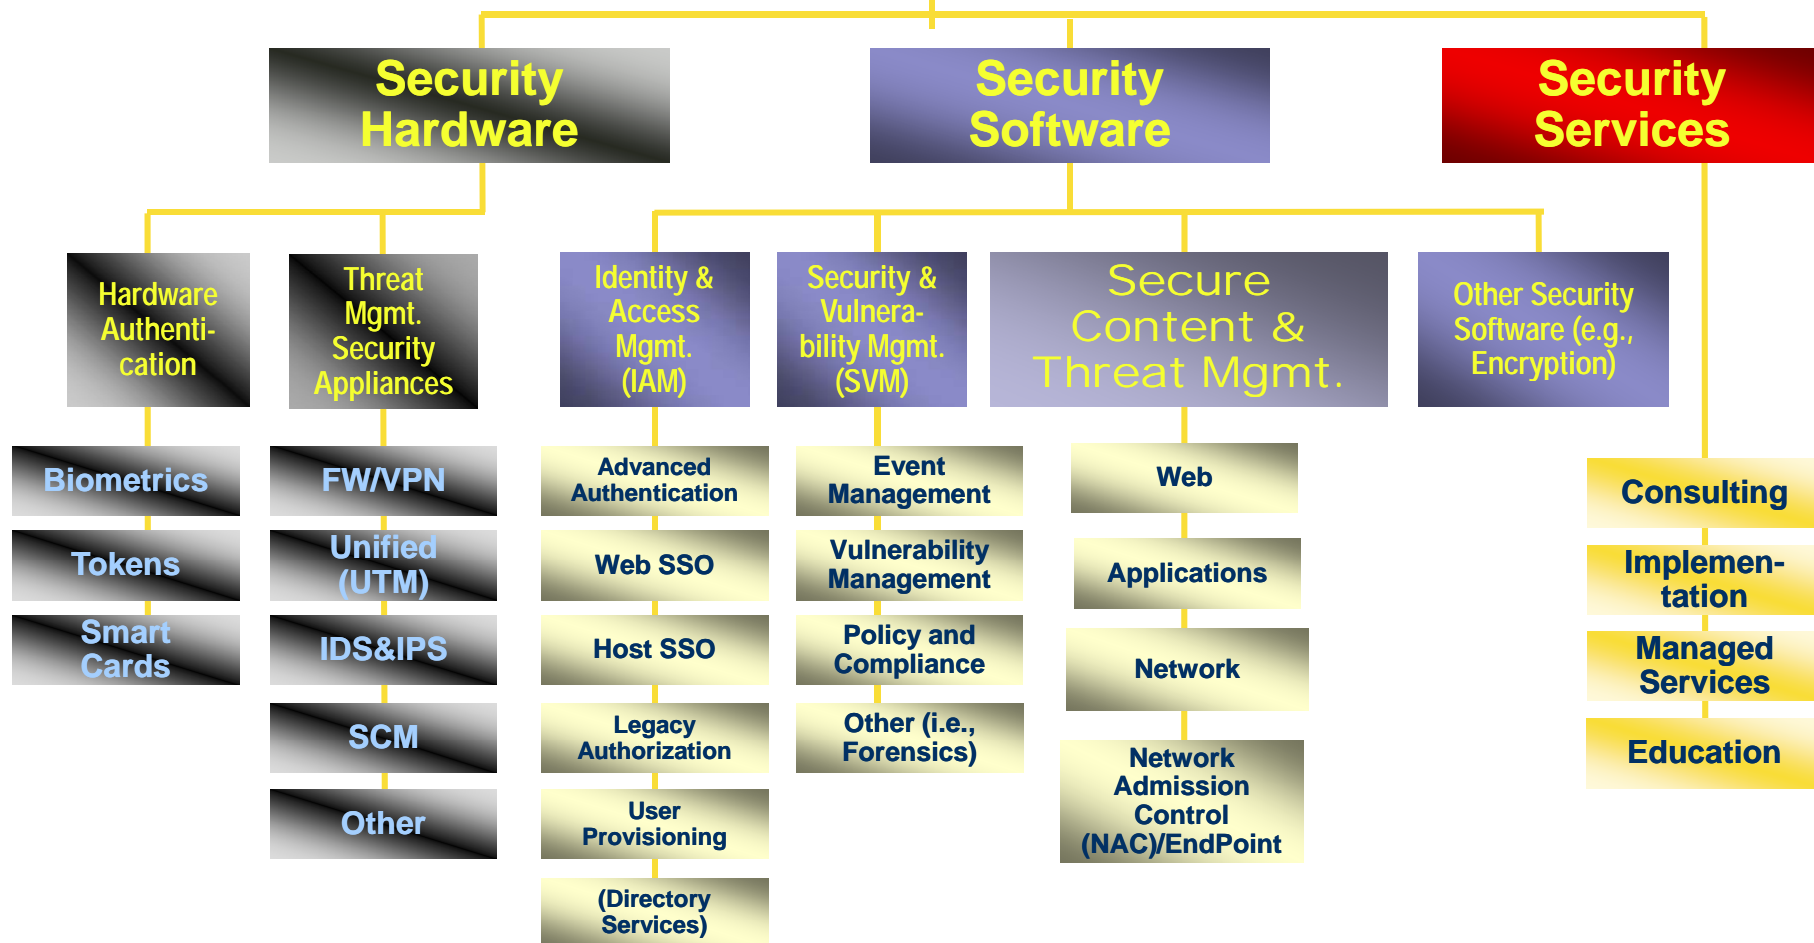 Security
Hardware
Security
Software
Security
Services
Hardware
Authenti-
cation
Threat
Mgmt.
Security
Appliances
Identity &
Access
Mgmt.
(IAM)
Security &
Vulnera-
bility Mgmt.
(SVM)
Secure
Content &
Threat Mgmt.
Other Security
Software (e.g.,
Encryption)
Biometrics
Tokens
Smart
Cards
FW/VPN
Unified
(UTM)
IDS&IPS
SCM
Other
Advanced
Authentication
Web SSO
Host SSO
Legacy
Authorization
User
Provisioning
(Directory
Services)
Event
Management
Vulnerability
Management
Policy and
Compliance
Other (i.e.,
Forensics)
Web
Applications
Network
Network
Admission
Control
(NAC)/EndPoint
Consulting
Implemen-
tation
Managed
Services
Education